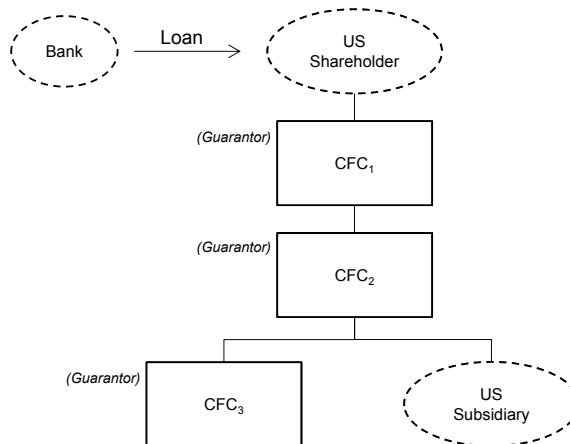 Bank
Loan
US
Shareholder
(Guarantor)
CFC₁
(Guarantor)
CFC₂
(Guarantor)
CFC₃
US
Subsidiary